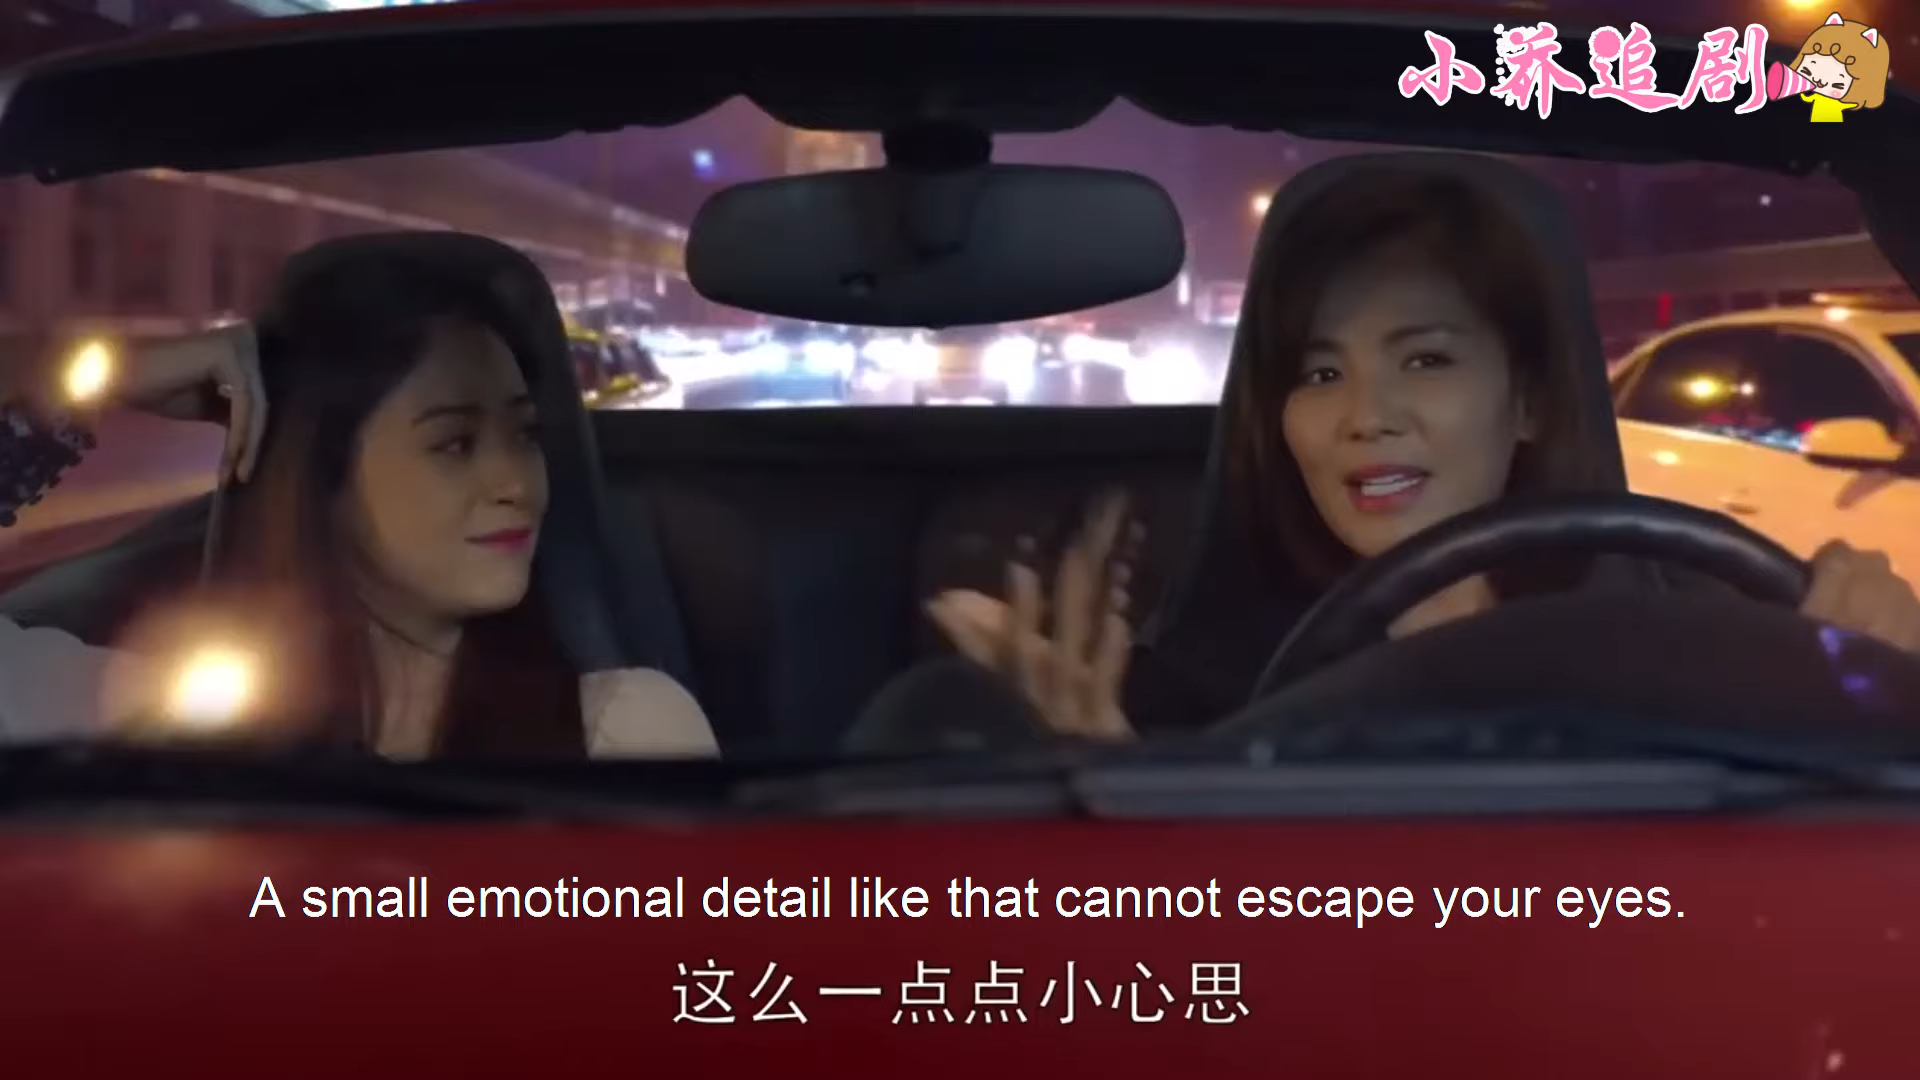 小莽追剧
A small emotional detail like that cannot escape your eyes.
这么一点点小心思